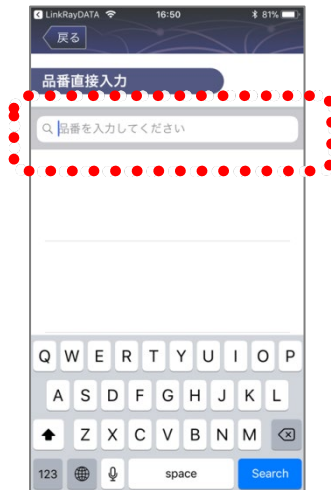 LinkRayDATA 16:50 81%
戻る
品番直接入力
品番を入力してください
Q W E R T Y U I O P
A S D F G H J K L
Z X C V B N M
123 space Search